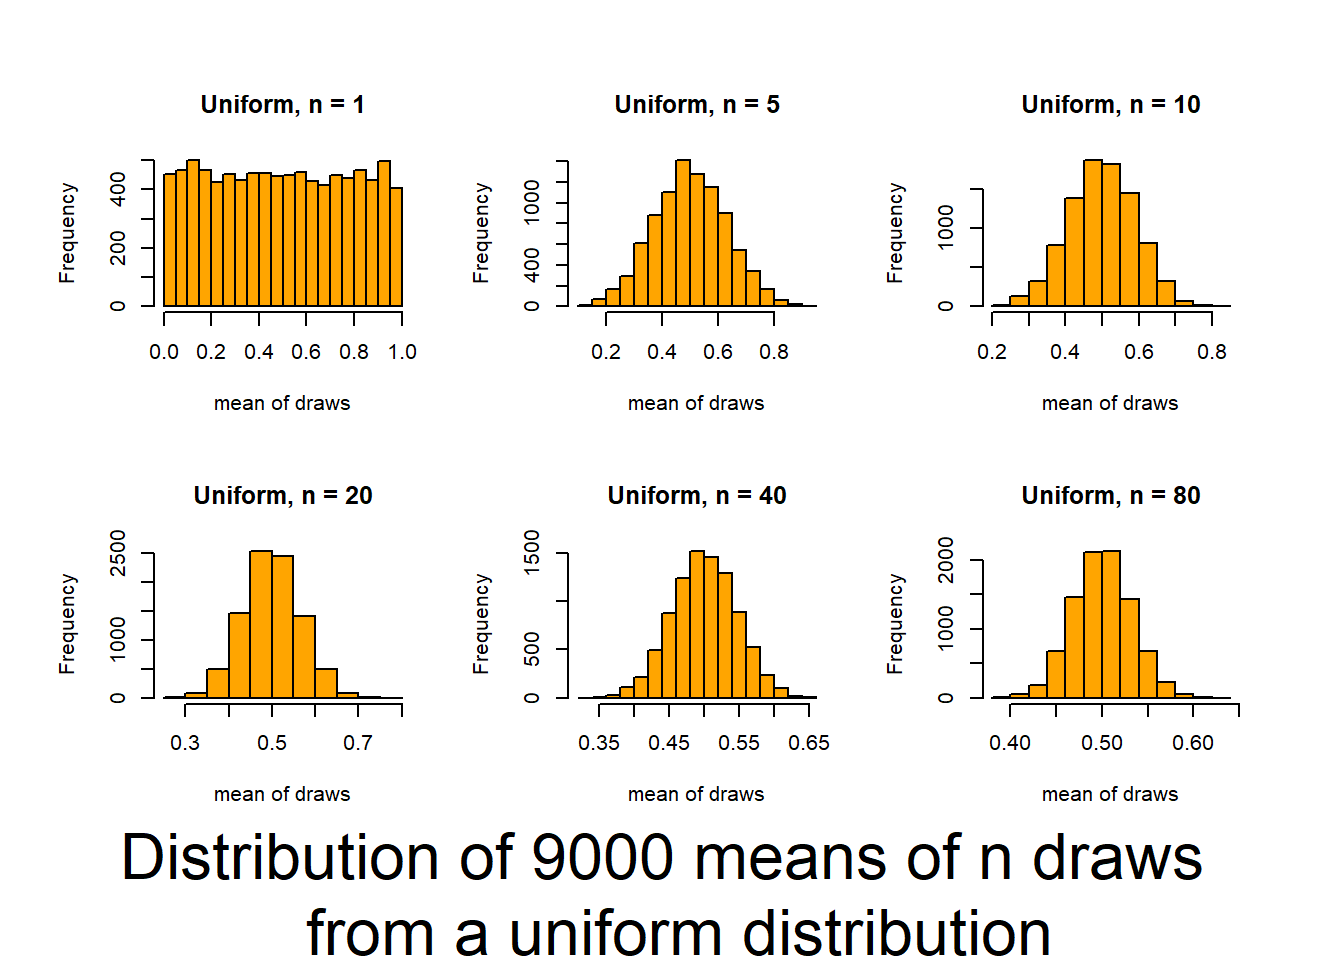 Uniform, n = 1
Frequency
400
200
0
0.0 0.2 0.4 0.6 0.8 1.0
mean of draws
Uniform, n = 5
Frequency
1000
400
0
0.2 0.4 0.6 0.8
mean of draws
Uniform, n = 10
Frequency
1000
0
0.2 0.4 0.6 0.8
mean of draws
Uniform, n = 20
Frequency
2500
1000
0
0.3 0.5 0.7
mean of draws
Uniform, n = 40
Frequency
1500
500
0
0.35 0.45 0.55 0.65
mean of draws
Uniform, n = 80
Frequency
2000
1000
0
0.40 0.50 0.60
mean of draws
Distribution of 9000 means of n draws
from a uniform distribution